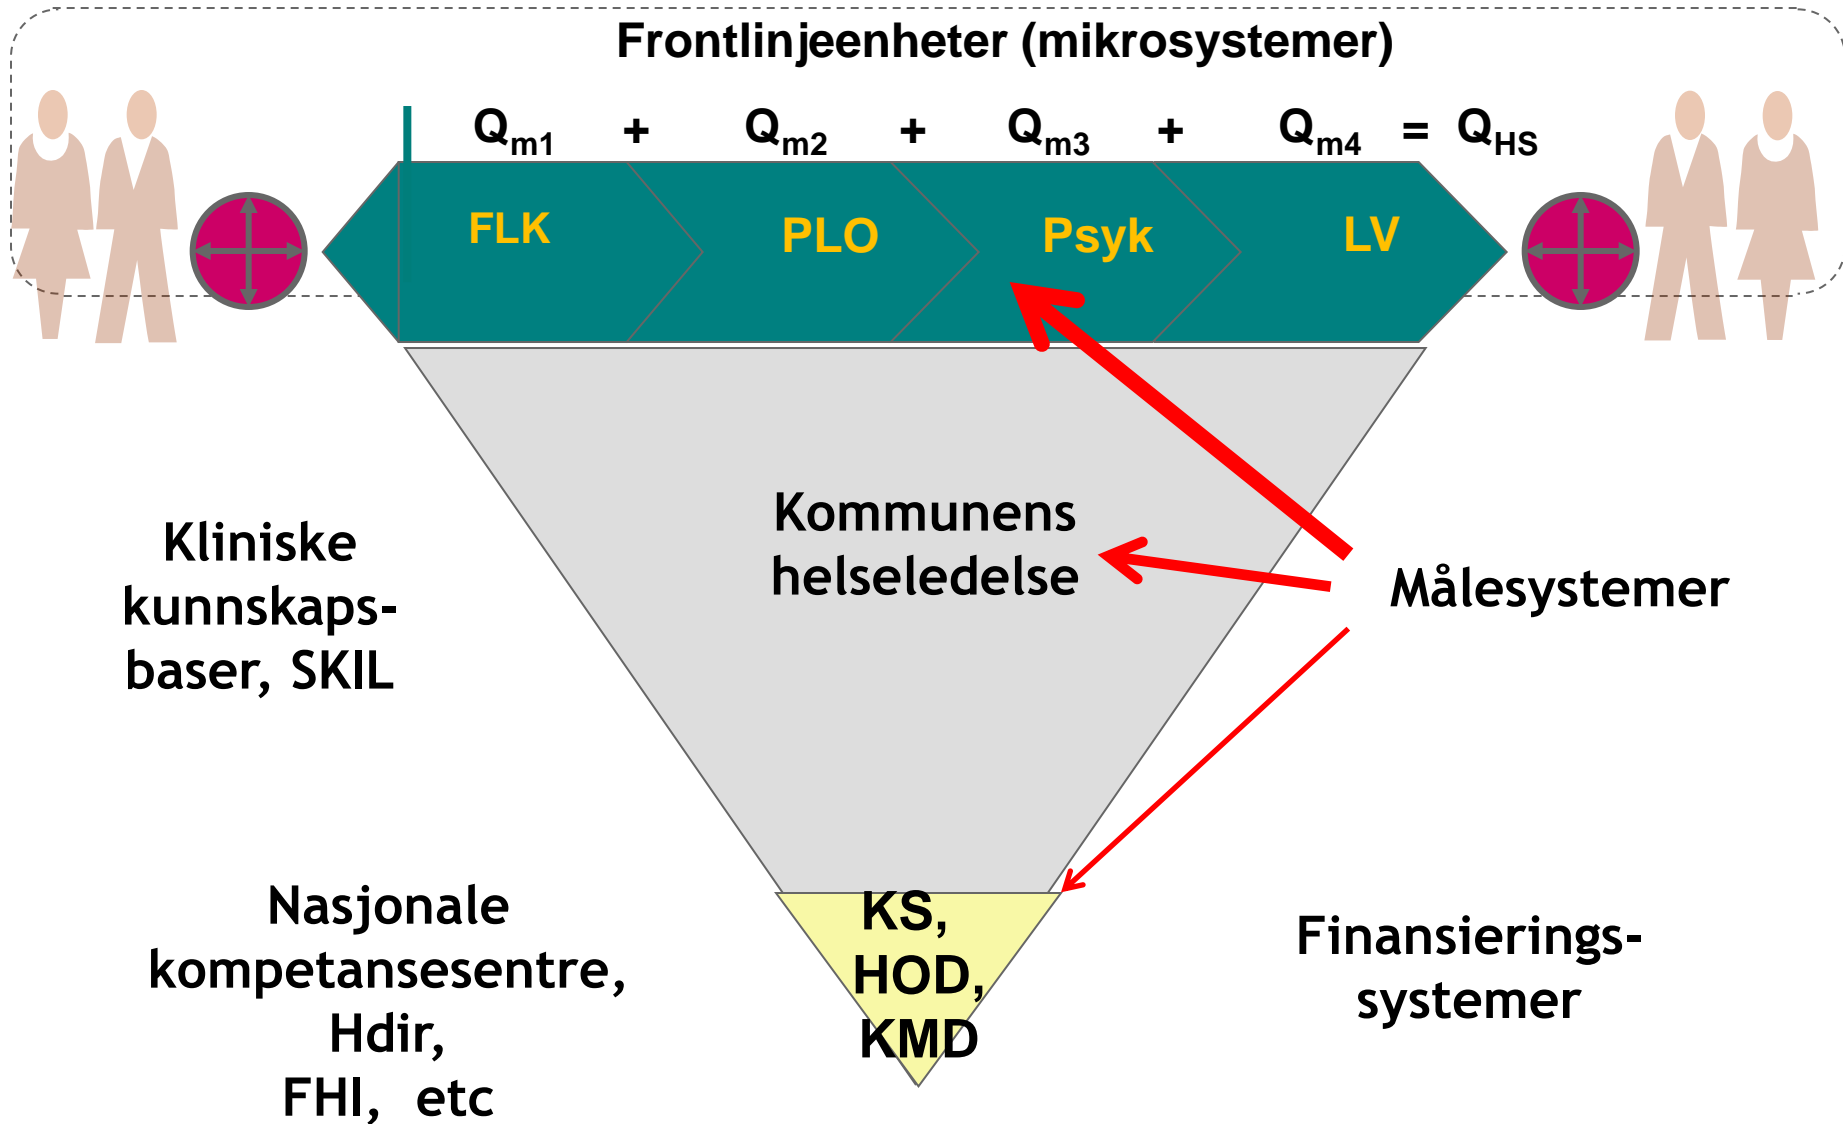 Frontlinjeenheter (mikrosystemer)
Qm1 + Qm2 + Qm3 + Qm4 = QHS
FLK PLO Psyk LV
Kommunens
helseledelse
Kliniske
kunnskaps-
baser, SKIL
Målesystemer
Nasjonale
kompetansesentre,
Hdir,
FHI, etc
KS,
HOD,
KMD
Finansierings-
systemer